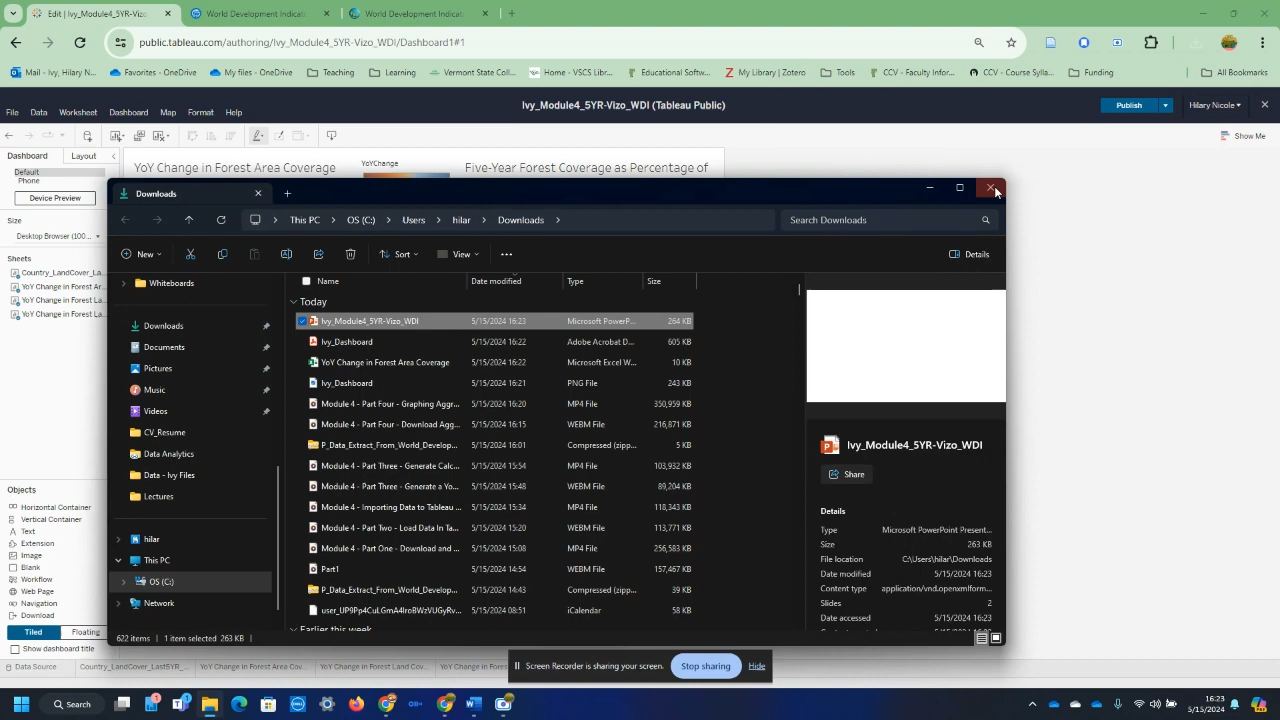 Edit | Ivy_Module4_5YR-Vizo
World Development Indicat
World Development Indicat
public.tableau.com/authoring/Ivy_Module4_5YR-Vizo_WDI/Dashboard1#1
Mail - Ivy, Hilary N... Favorites - OneDrive My files - OneDrive Teaching Learning Vermont State Col... Home - VSCS Libr... Educational Softw... My Library | Zotero Tools CCV - Faculty Infor... CCV - Course Sylla... Funding All Bookmarks
File Data Worksheet Dashboard Map Format Help Ivy_Module4_5YR-Vizo_WDI (Tableau Public) Publish Hilary Nicole
Show Me
Dashboard Layout
Default
Phone
Device Preview
Size
Desktop Browser (100...
Sheets
Country_LandCover_La
YoY Change in Forest Ar
YoY Change in Forest La
YoY Change in Forest La
YoY Change in Forest Area Coverage YoYChange Five-Year Forest Coverage as Percentage of
Downloads
This PC OS (C:) Users hilar Downloads Search Downloads
New Sort View Details
Whiteboards
Downloads
Documents
Pictures
Music
Videos
CV_Resume
Data Analytics
Data - Ivy Files
Lectures
hilar
This PC
OS (C:)
Network
Name Date modified Type Size
Today
Ivy_Module4_5YR-Vizo_WDI 5/15/2024 16:23 Microsoft PowerP... 264 KB
Ivy_Dashboard 5/15/2024 16:22 Adobe Acrobat D... 605 KB
YoY Change in Forest Area Coverage 5/15/2024 16:22 Microsoft Excel W... 10 KB
Ivy_Dashboard 5/15/2024 16:21 PNG File 243 KB
Module 4 - Part Four - Graphing Aggr... 5/15/2024 16:20 MP4 File 350,959 KB
Module 4 - Part Four - Download Agg... 5/15/2024 16:15 MP4 File 216,871 KB
P_Data_Extract_From_World_Develop... 5/15/2024 16:01 Compressed (zipp... 5 KB
Module 4 - Part Three - Generate Calc... 5/15/2024 15:54 MP4 File 103,932 KB
Module 4 - Part Three - Generate a Yo... 5/15/2024 15:48 WEBM File 89,204 KB
Module 4 - Importing Data to Tableau ... 5/15/2024 15:34 MP4 File 118,343 KB
Module 4 - Part Two - Load Data In Ta... 5/15/2024 15:20 WEBM File 113,771 KB
Module 4 - Part One - Download and ... 5/15/2024 15:08 MP4 File 256,583 KB
Part1 5/15/2024 14:54 WEBM File 157,467 KB
P_Data_Extract_From_World_Develop... 5/15/2024 14:43 Compressed (zipp... 39 KB
5/15/2024 08:51 iCalendar 58 KB
Earlier this week
Ivy_Module4_5YR-Vizo_WDI
Share
Details
Type Microsoft PowerPoint Present...
Size 263 KB
File location C:\Users\hilar\Downloads
Date modified 5/15/2024 16:23
Content type application/vnd.openxmlform...
Slides 2
Date accessed 5/15/2024 16:23
622 items 1 item selected 263 KB
Objects
Horizontal Container
Vertical Container
Text
Extension
Image
Blank
Workflow
Web Page
Navigation
Download
Tiled Floating
Show dashboard title
Data Source Country_LandCover_Last5YR_... YoY Change in Forest Area Cov... YoY Change in Forest Land Cov...
Screen Recorder is sharing your screen. Stop sharing Hide
Search
16:23
5/15/2024